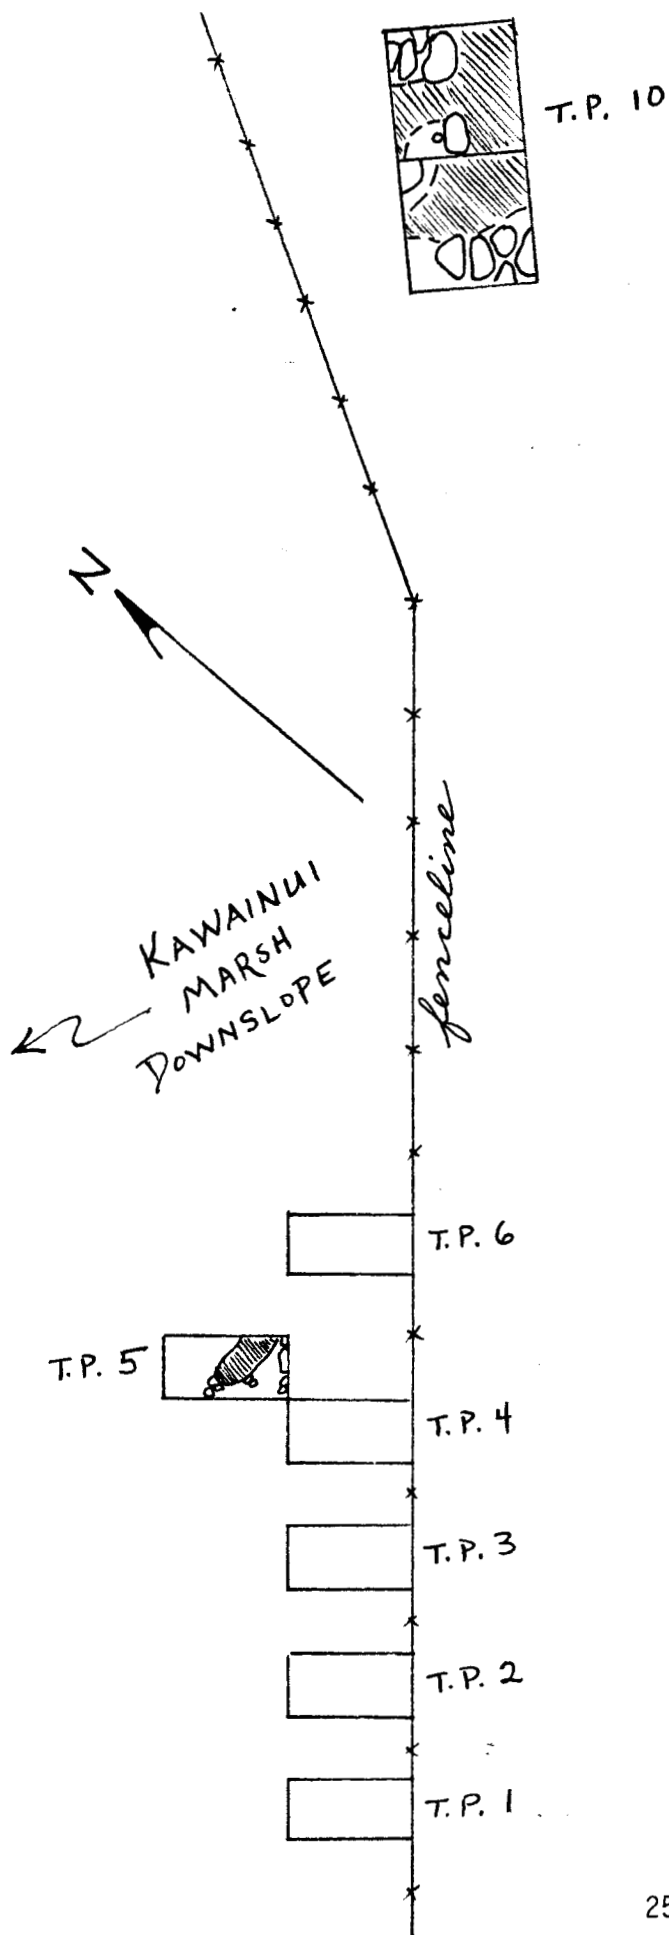 T.P. 10
N
KAWAINUI
MARSH
DOWNSLOPE
fenceline
T.P. 6
T.P. 5
T.P. 4
T.P. 3
T.P. 2
T.P. 1
25